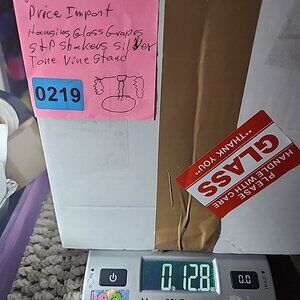 Price Import
Hanging Glass Grapes
S+P Shakers Silver
Tone Vine Stand
0219
PLEASE
HANDLE WITH CARE
GLASS
**THANK YOU**
0.128
0.0